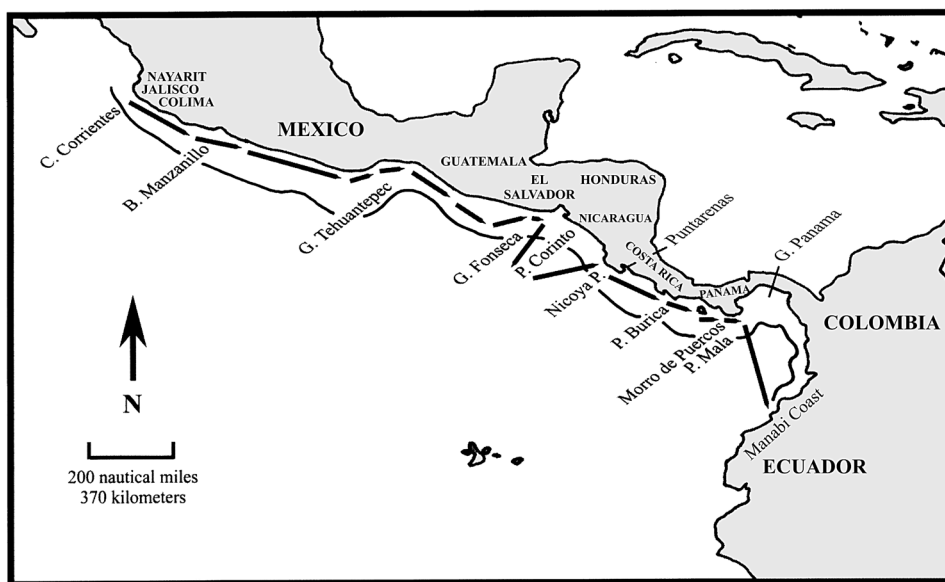 NAYARIT
JALISCO
COLIMA
MEXICO
C. Corrientes
B. Manzanillo
G. Tehuantepec
GUATEMALA
EL
SALVADOR
HONDURAS
NICARAGUA
G. Fonseca
P. Corinto
Nicoya P.
COSTA RICA
Puntarenas
PANAMA
G. Panama
P. Burica
Morro de Puercos
P. Mala
COLOMBIA
Manabi Coast
ECUADOR
N
200 nautical miles
370 kilometers